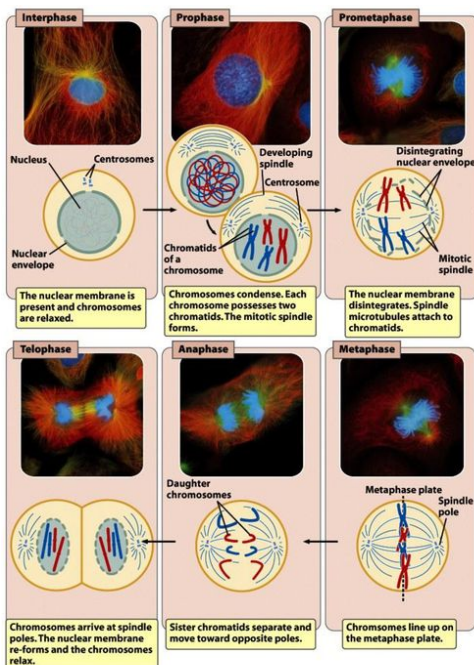 Interphase
Prophase
Prometaphase
Nucleus
Centrosomes
Nuclear
envelope
Developing
spindle
Centrosome
Chromatids
of a
chromosome
Disintegrating
nuclear envelope
Mitotic
spindle
The nuclear membrane is
present and chromosomes
are relaxed.
Chromosomes condense. Each
chromosome possesses two
chromatids. The mitotic spindle
forms.
The nuclear membrane
disintegrates. Spindle
microtubules attach to
chromatids.
Telophase
Anaphase
Metaphase
Daughter
chromosomes
Metaphase plate
Spindle
pole
Chromosomes arrive at spindle
poles. The nuclear membrane
re-forms and the chromosomes
relax.
Sister chromatids separate and
move toward opposite poles.
Chromsomes line up on
the metaphase plate.